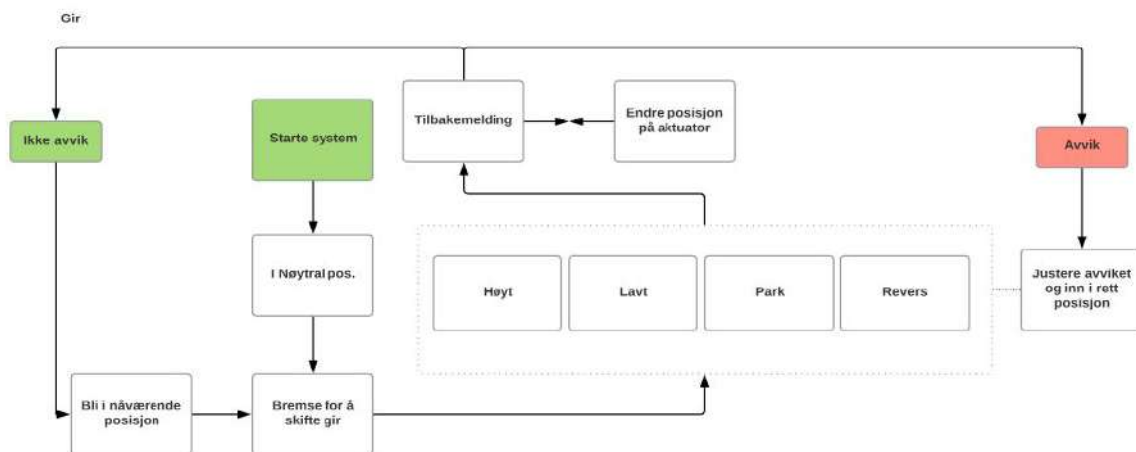 Gir
Ikke avvik
Starte system
Tilbakemelding
Endre posisjon
på aktuator
Avvik
I Nøytral pos.
Høyt
Lavt
Park
Revers
Justere avviket
og inn i rett
posisjon
Bli i nåværende
posisjon
Bremse for å
skifte gir